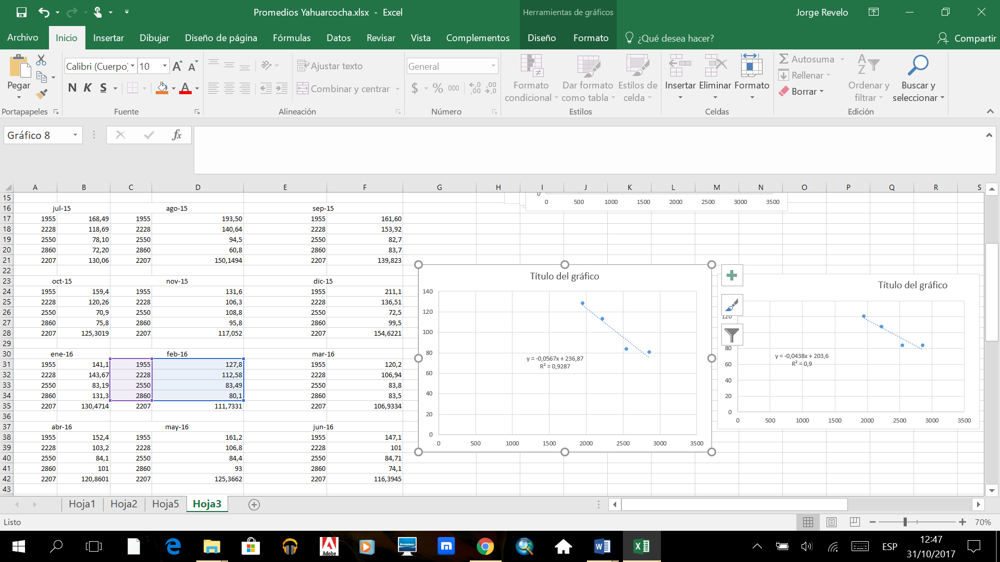 Promedios Yahuarcocha.xlsx - Excel
Herramientas de gráficos
Jorge Revelo
Archivo Inicio Insertar Dibujar Diseño de página Fórmulas Datos Revisar Vista Complementos Diseño Formato ¿Qué desea hacer? Compartir
Pegar
Portapapeles
Calibri (Cuerpo) 10
N K S
Fuente
Ajustar texto
Combinar y centrar
Alineación
General
$ % 000
Número
Formato condicional
Dar formato como tabla
Estilos de celda
Estilos
Insertar Eliminar Formato
Celdas
Autosuma
Rellenar
Borrar
Ordenar y filtrar
Buscar y seleccionar
Edición
Gráfico 8
fx
A B C D E F G H I J K L M N O P Q R S
15
16 jul-15 ago-15 sep-15
17 1955 168,49 1955 193,50 1955 161,60
18 2228 118,69 2228 140,64 2228 153,92
19 2550 78,10 2550 94,5 2550 82,7
20 2860 72,20 2860 60,8 2860 83,7
21 2207 130,06 2207 150,1494 2207 139,823
22
23 oct-15 nov-15 dic-15
24 1955 159,4 1955 131,6 1955 211,1
25 2228 120,26 2228 106,3 2228 136,51
26 2550 70,9 2550 108,8 2550 72,5
27 2860 75,8 2860 95,8 2860 99,5
28 2207 125,3019 2207 117,052 2207 154,6221
29
30 ene-16 feb-16 mar-16
31 1955 141,1 1955 127,8 1955 120,2
32 2228 143,67 2228 112,58 2228 106,94
33 2550 83,19 2550 83,49 2550 83,8
34 2860 131,3 2860 80,1 2860 83,5
35 2207 130,4714 2207 111,7331 2207 106,9334
36
37 abr-16 may-16 jun-16
38 1955 152,4 1955 161,2 1955 147,1
39 2228 103,2 2228 106,8 2228 101
40 2550 84,1 2550 84,4 2550 84,71
41 2860 101 2860 93 2860 74,1
42 2207 120,8601 2207 125,3662 2207 116,3945
43
0
0 500 1000 1500 2000 2500 3000 3500
Título del gráfico
140
120
100
80
60
40
20
0
y = -0,0567x + 236,87
R² = 0,9287
0 500 1000 1500 2000 2500 3000 3500
Título del gráfico
120
80
60
40
20
0
y = -0,0438x + 203,6
R² = 0,9
0 500 1000 1500 2000 2500 3000 3500
Hoja1 Hoja2 Hoja5 Hoja3
Listo
70%
Adobe
lenovo
ESP
12:47
31/10/2017